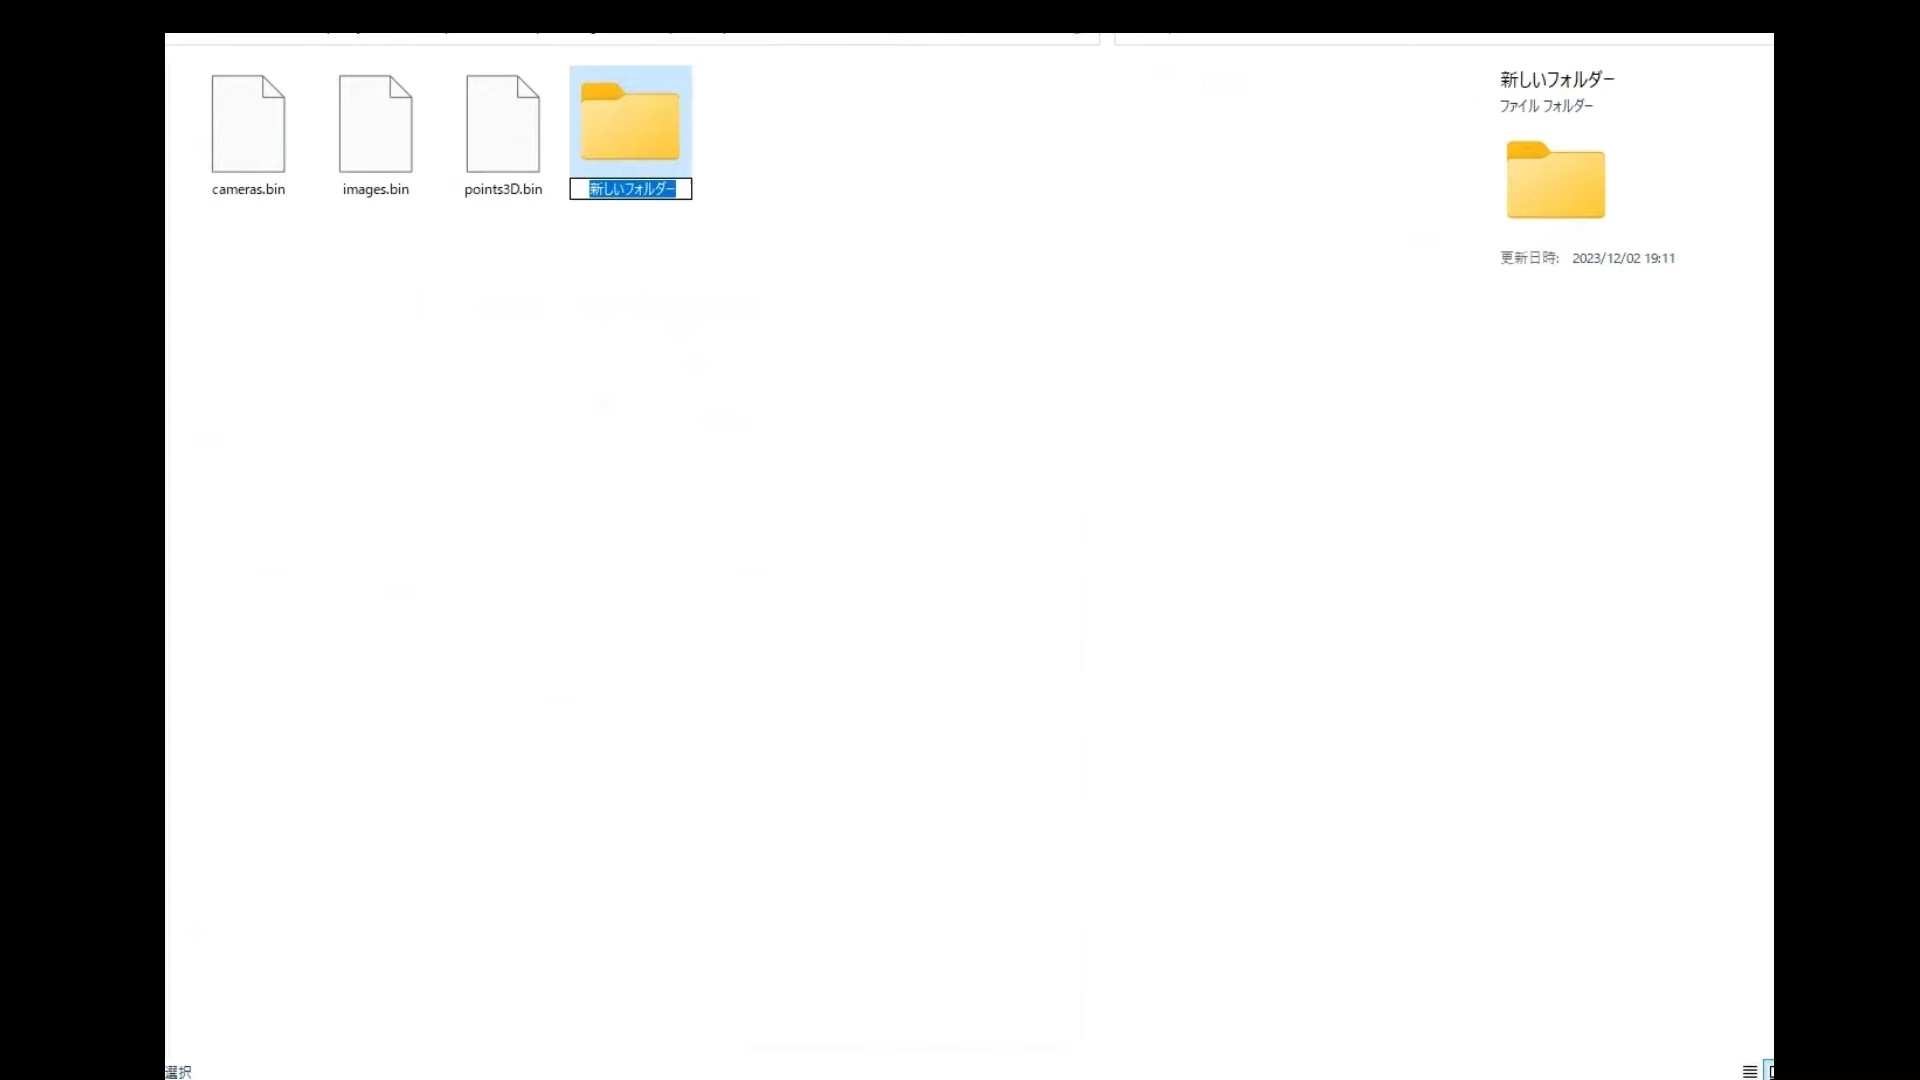 cameras.bin
images.bin
points3D.bin
新しいフォルダー
新しいフォルダー
ファイル フォルダー
更新日時: 2023/12/02 19:11
選択